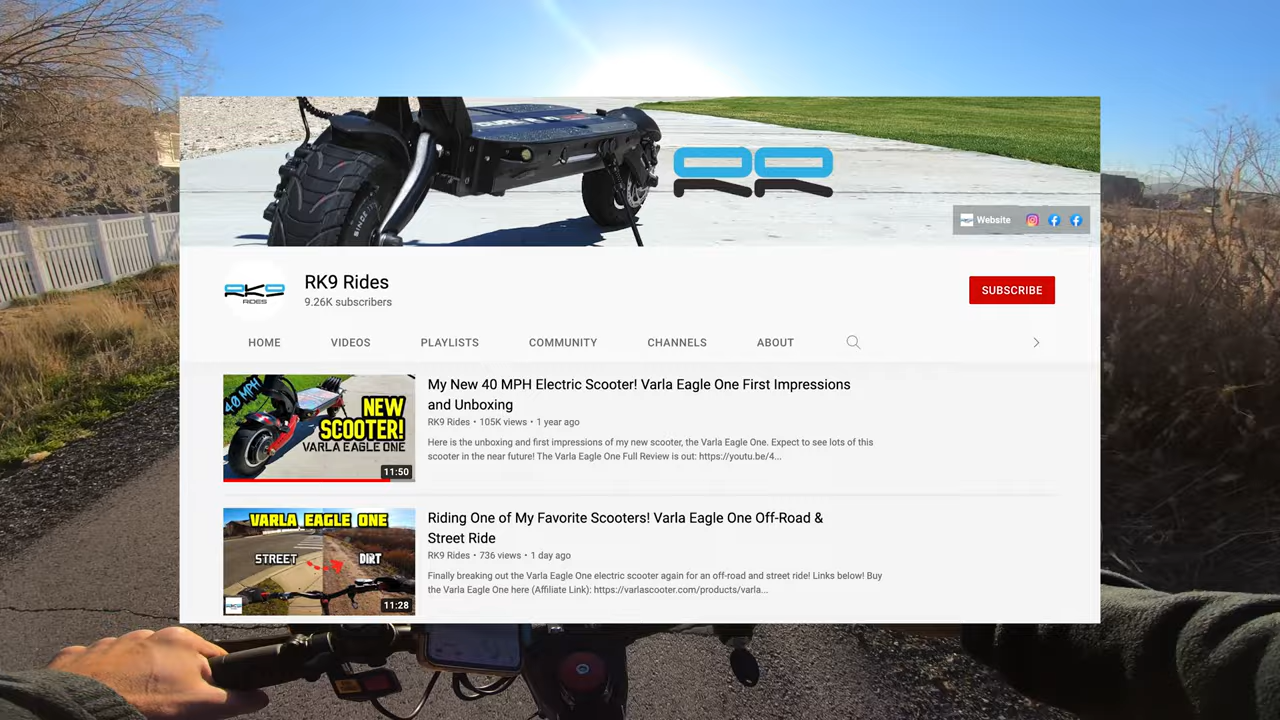 SINCE
Website
RK9
RIDES
RK9 Rides
9.26K subscribers
SUBSCRIBE
HOME VIDEOS PLAYLISTS COMMUNITY CHANNELS ABOUT
40 MPH
NEW
SCOOTER!
VARLA EAGLE ONE
11:50
My New 40 MPH Electric Scooter! Varla Eagle One First Impressions
and Unboxing
RK9 Rides • 105K views • 1 year ago
Here is the unboxing and first impressions of my new scooter, the Varla Eagle One. Expect to see lots of this
scooter in the near future! The Varla Eagle One Full Review is out: https://youtu.be/4...
VARLA EAGLE ONE
STREET
DIRT
11:28
Riding One of My Favorite Scooters! Varla Eagle One Off-Road &
Street Ride
RK9 Rides • 736 views • 1 day ago
Finally breaking out the Varla Eagle One electric scooter again for an off-road and street ride! Links below! Buy
the Varla Eagle One here (Affiliate Link): https://varlascooter.com/products/varla...